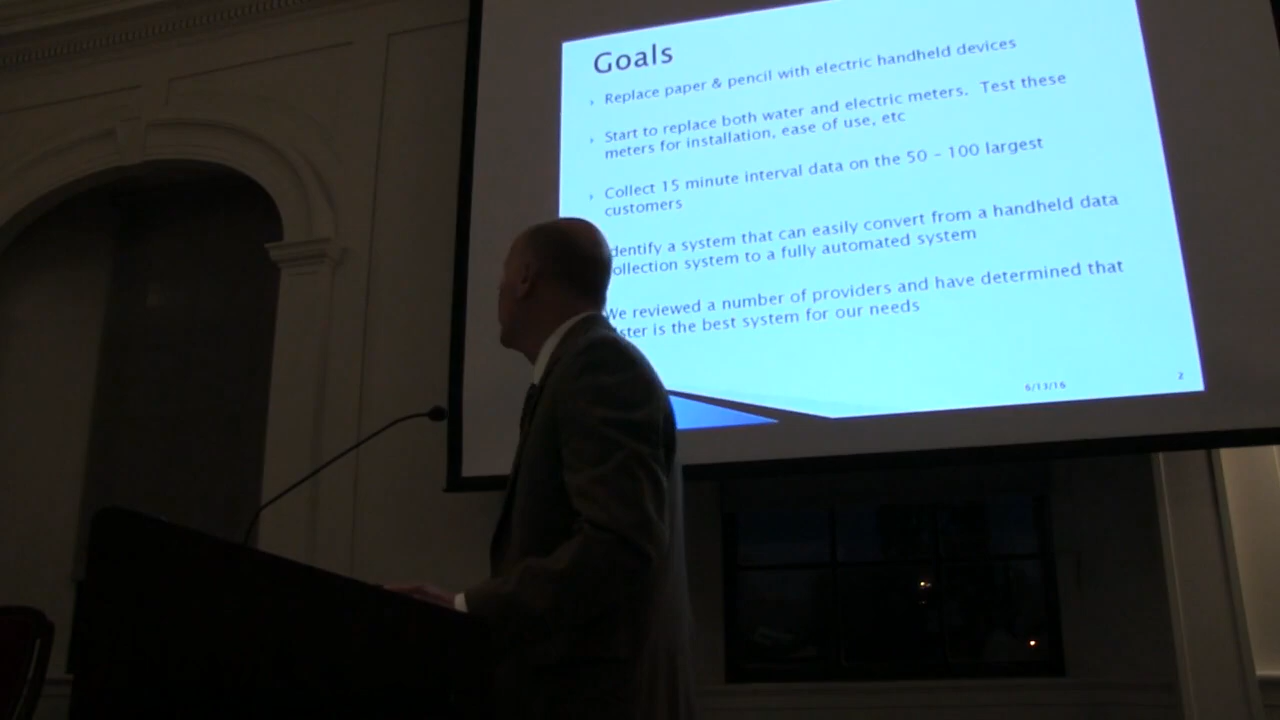 Goals
Replace paper & pencil with electric handheld devices
Start to replace both water and electric meters. Test these
meters for installation, ease of use, etc
Collect 15 minute interval data on the 50 – 100 largest
customers
dentify a system that can easily convert from a handheld data
ollection system to a fully automated system
We reviewed a number of providers and have determined that
ster is the best system for our needs
6/13/16
2